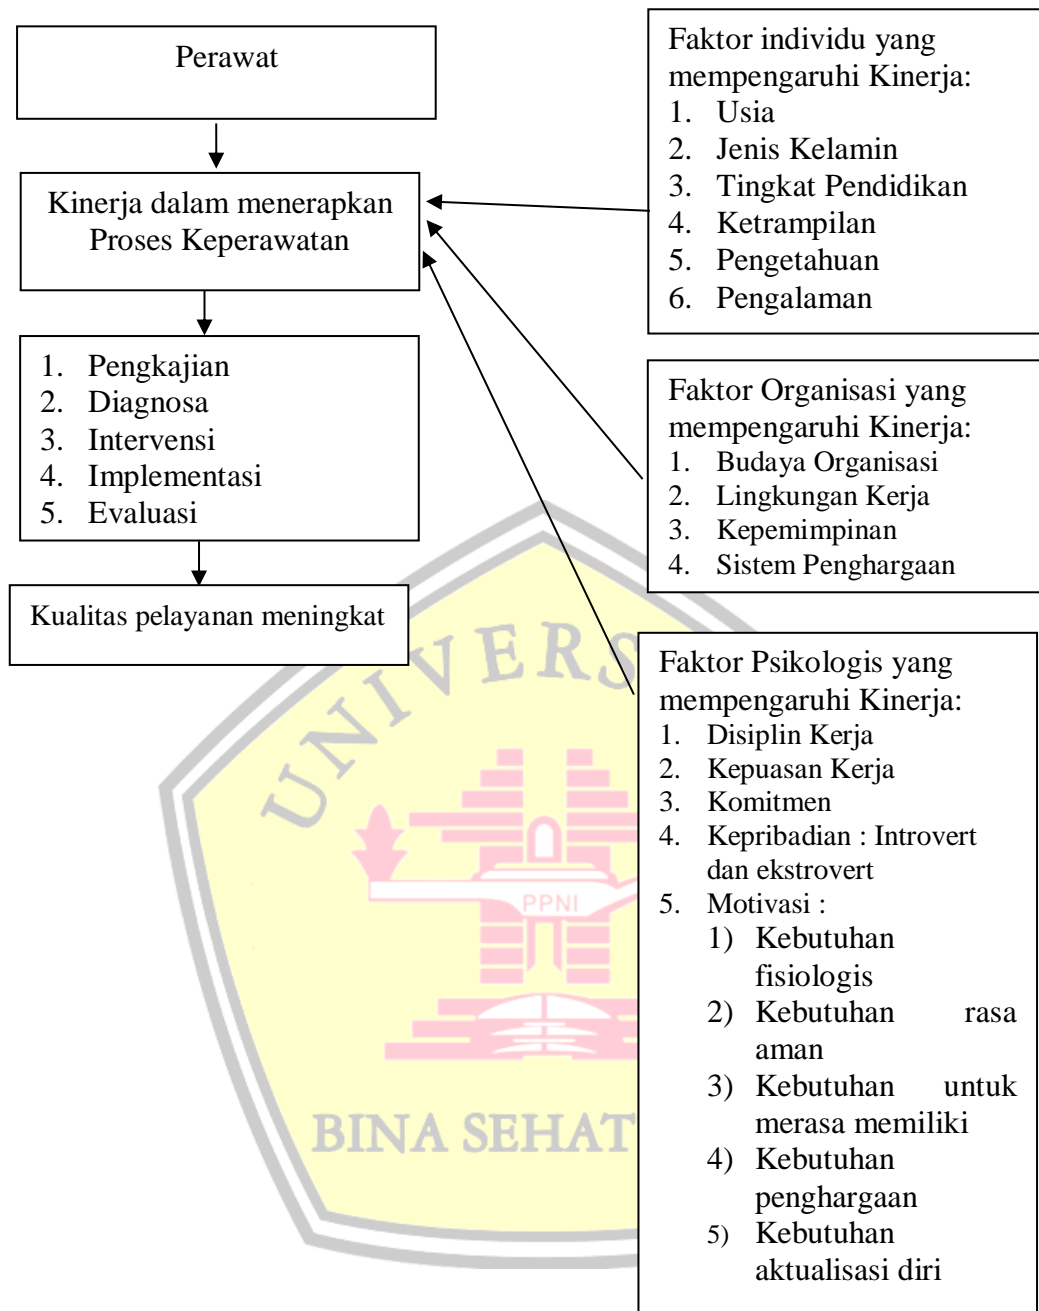 Perawat
Kinerja dalam menerapkan
Proses Keperawatan
1. Pengkajian
2. Diagnosa
3. Intervensi
4. Implementasi
5. Evaluasi
Kualitas pelayanan meningkat
Faktor individu yang
mempengaruhi Kinerja:
1. Usia
2. Jenis Kelamin
3. Tingkat Pendidikan
4. Ketrampilan
5. Pengetahuan
6. Pengalaman
Faktor Organisasi yang
mempengaruhi Kinerja:
1. Budaya Organisasi
2. Lingkungan Kerja
3. Kepemimpinan
4. Sistem Penghargaan
Faktor Psikologis yang
mempengaruhi Kinerja:
1. Disiplin Kerja
2. Kepuasan Kerja
3. Komitmen
4. Kepribadian : Introvert
dan ekstrovert
5. Motivasi :
1) Kebutuhan
fisiologis
2) Kebutuhan rasa
aman
3) Kebutuhan untuk
merasa memiliki
4) Kebutuhan
penghargaan
5) Kebutuhan
aktualisasi diri
UNIVERS
PPNI
BINA SEHAT